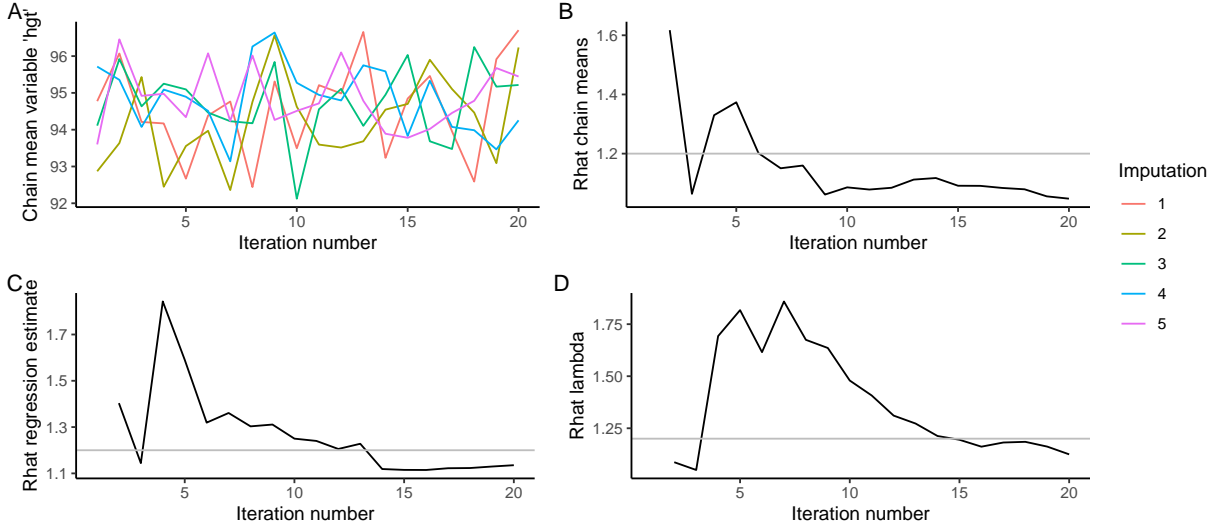 A
Chain mean variable 'hgt'
96
95
94
93
92
5
10
15
20
Iteration number
B
Rhat chain means
1.6
1.4
1.2
5
10
15
20
Iteration number
C
Rhat regression estimate
1.7
1.5
1.3
1.1
5
10
15
20
Iteration number
D
Rhat lambda
1.75
1.50
1.25
5
10
15
20
Iteration number
Imputation
1
2
3
4
5